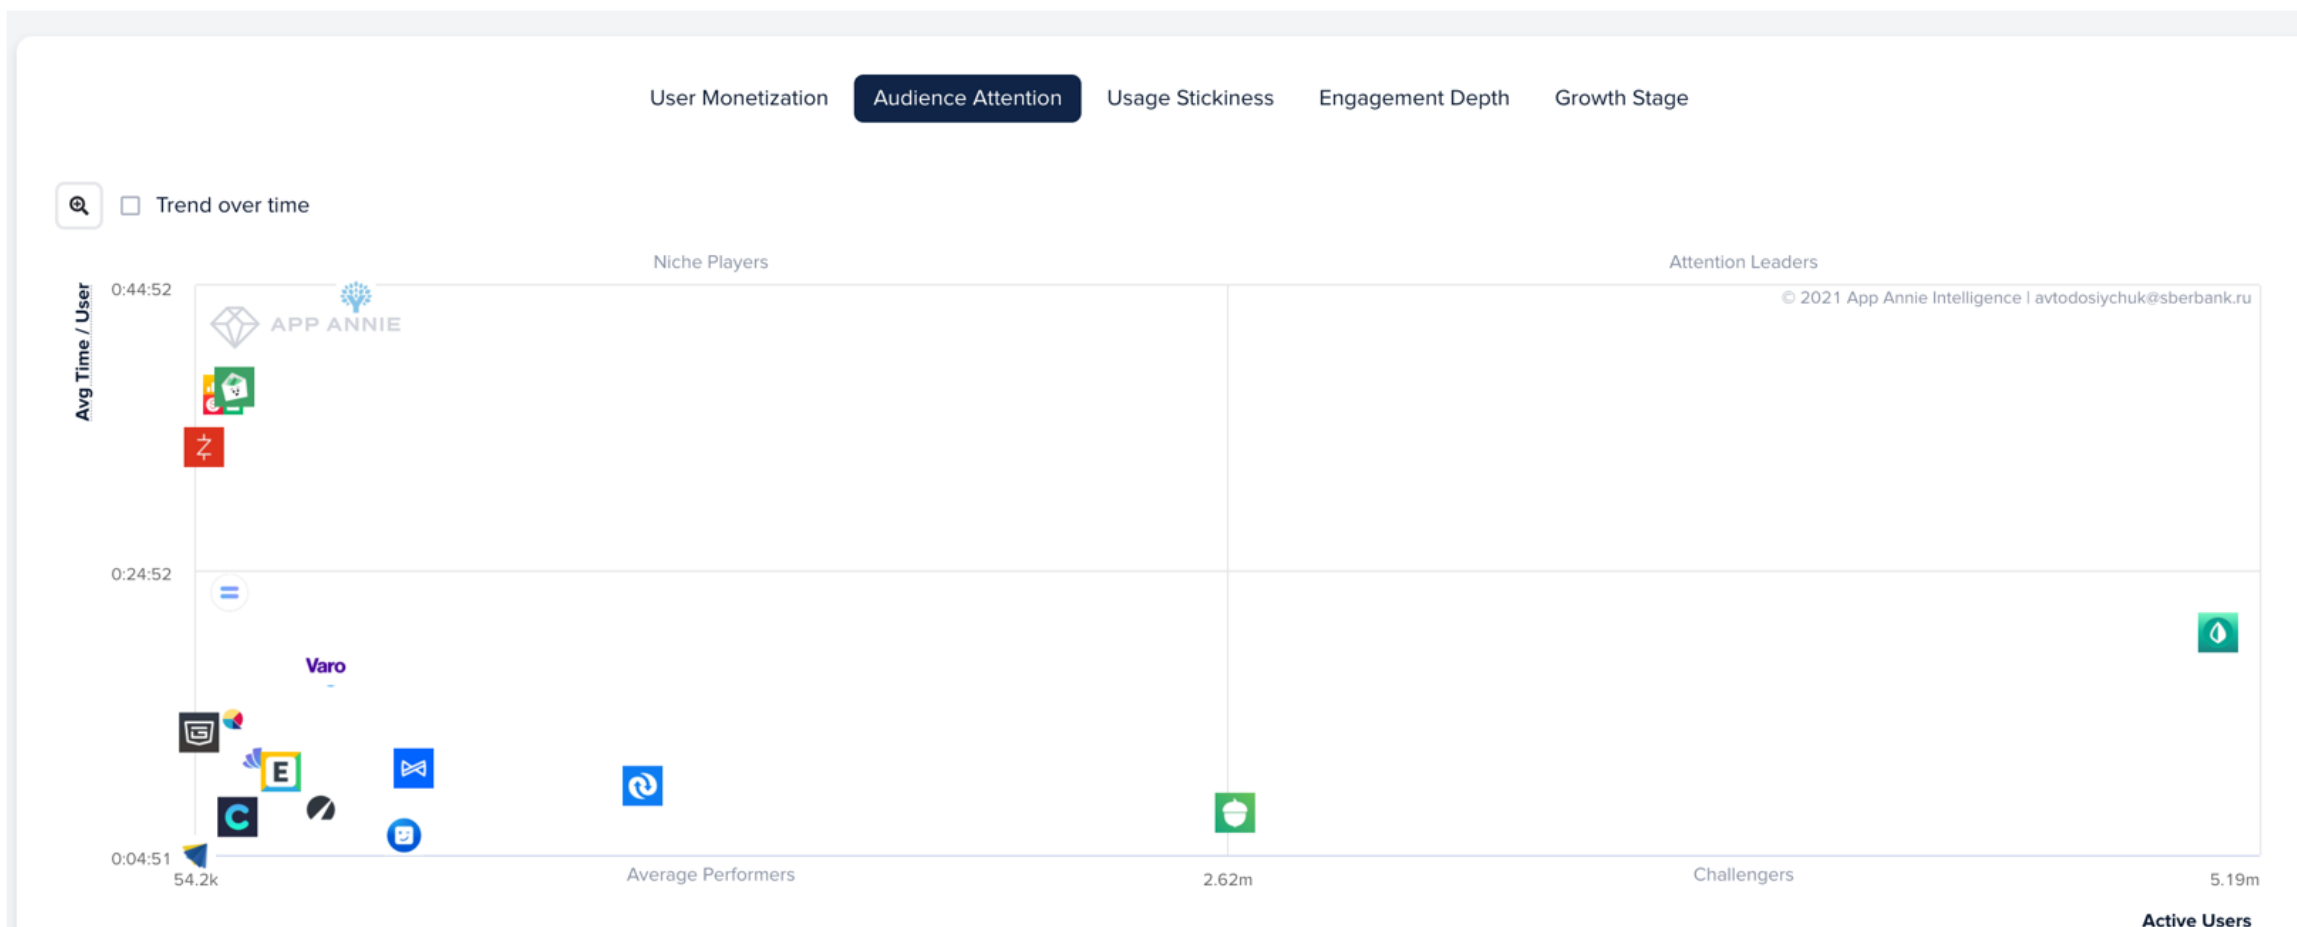 User Monetization
Audience Attention
Usage Stickiness
Engagement Depth
Growth Stage
Trend over time
Niche Players
Attention Leaders
Avg Time / User
0:44:52
© 2021 App Annie Intelligence | avtodosiychuk@sberbank.ru
APP ANNIE
0:24:52
Varo
E
C
0:04:51
54.2k
Average Performers
2.62m
Challengers
5.19m
Active Users